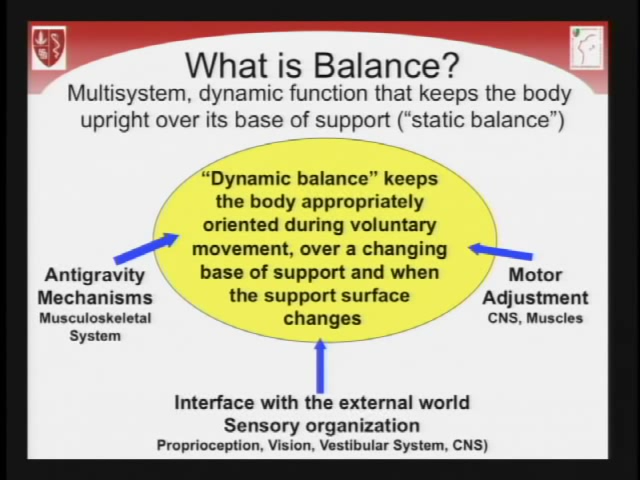 What is Balance?
Multisystem, dynamic function that keeps the body
upright over its base of support (“static balance”)
“Dynamic balance” keeps
the body appropriately
oriented during voluntary
movement, over a changing
base of support and when
the support surface
changes
Antigravity
Mechanisms
Musculoskeletal
System
Motor
Adjustment
CNS, Muscles
Interface with the external world
Sensory organization
Proprioception, Vision, Vestibular System, CNS)